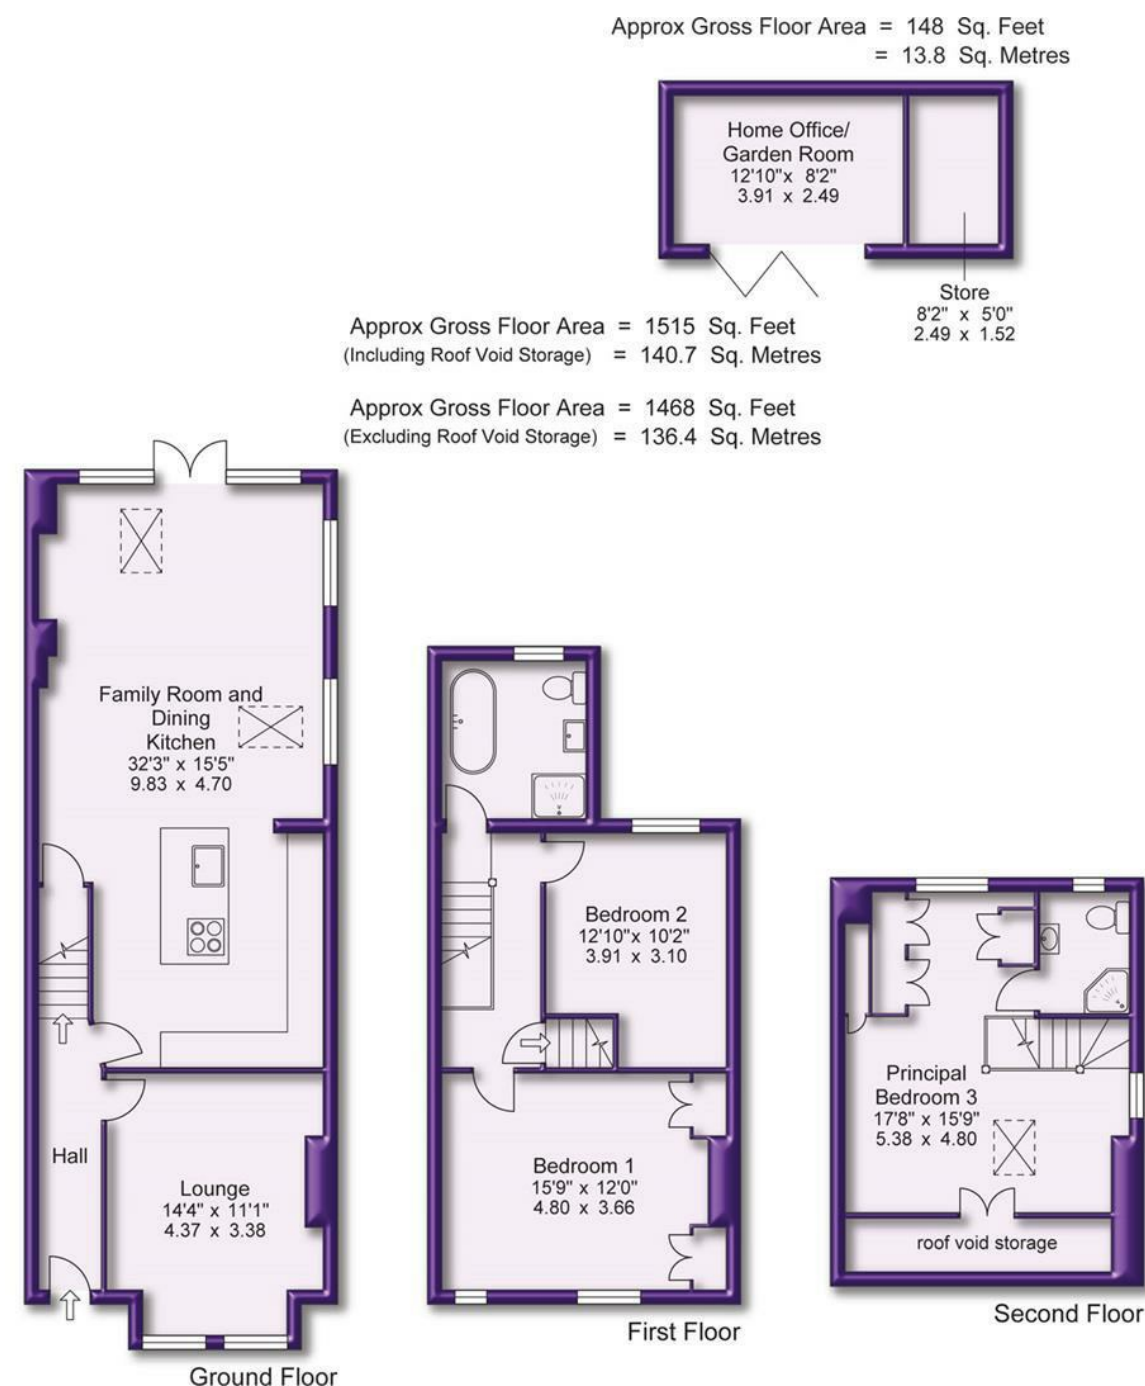 Approx Gross Floor Area = 148 Sq. Feet
= 13.8 Sq. Metres
Home Office/
Garden Room
12'10"x 8'2"
3.91 x 2.49
Store
8'2" x 5'0"
2.49 x 1.52
Approx Gross Floor Area = 1515 Sq. Feet
(Including Roof Void Storage) = 140.7 Sq. Metres
Approx Gross Floor Area = 1468 Sq. Feet
(Excluding Roof Void Storage) = 136.4 Sq. Metres
Family Room and
Dining
Kitchen
32'3" x 15'5"
9.83 x 4.70
Hall
Lounge
14'4" x 11'1"
4.37 x 3.38
Ground Floor
Bedroom 2
12'10"x 10'2"
3.91 x 3.10
Bedroom 1
15'9" x 12'0"
4.80 x 3.66
First Floor
Principal
Bedroom 3
17'8" x 15'9"
5.38 x 4.80
roof void storage
Second Floor